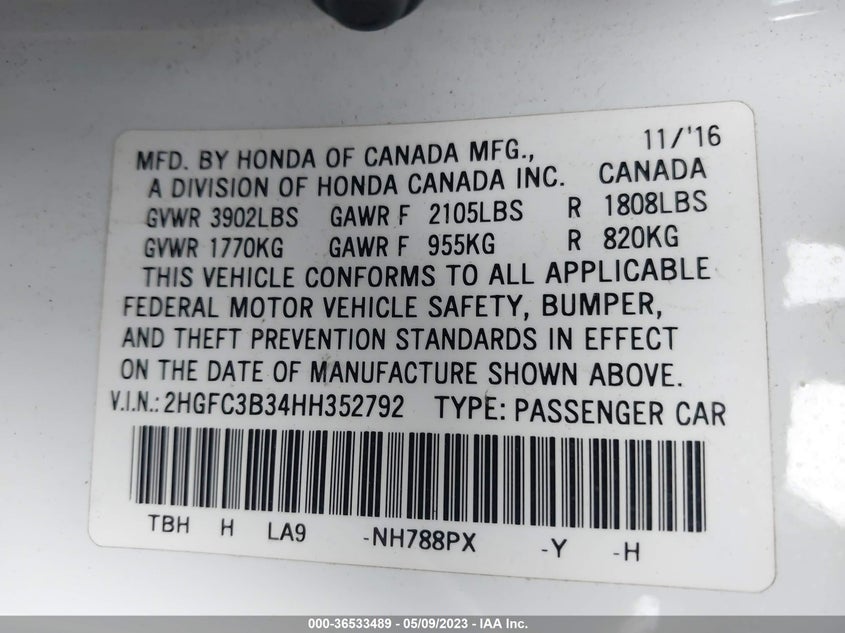 MFD. BY HONDA OF CANADA MFG., 11/'16
A DIVISION OF HONDA CANADA INC. CANADA
GVWR 3902LBS GAWR F 2105LBS R 1808LBS
GVWR 1770KG GAWR F 955KG R 820KG
THIS VEHICLE CONFORMS TO ALL APPLICABLE
FEDERAL MOTOR VEHICLE SAFETY, BUMPER,
AND THEFT PREVENTION STANDARDS IN EFFECT
ON THE DATE OF MANUFACTURE SHOWN ABOVE.
V.I.N.: 2HGFC3B34HH352792 TYPE: PASSENGER CAR
TBH H LA9 -NH788PX -Y -H
000-36533489 - 05/09/2023 - IAA Inc.